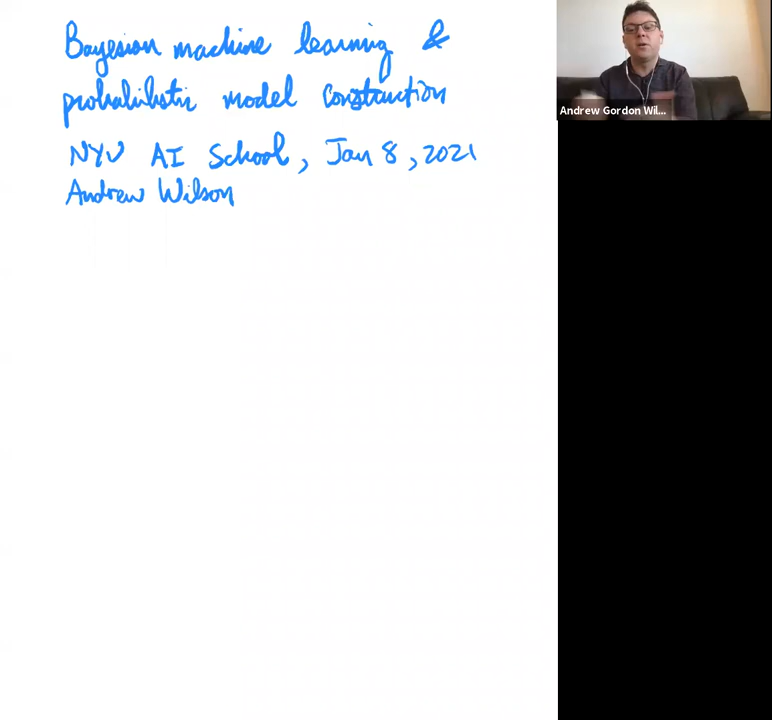 Bayesian machine learning &
probabilistic model construction
NYU AI School, Jan 8, 2021
Andrew Wilson
Andrew Gordon Wil...